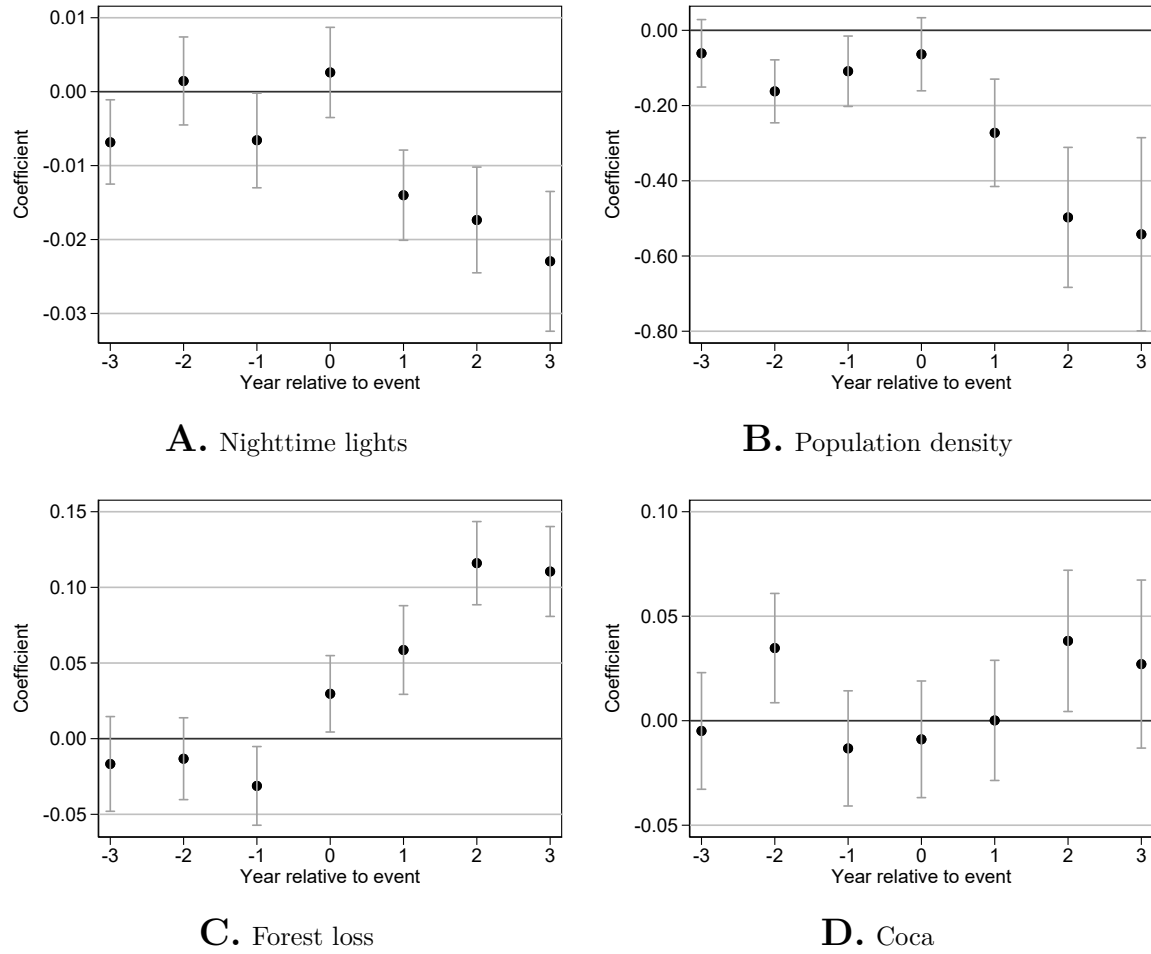 0.01
0.00
-0.01
-0.02
-0.03
Coefficient
-3 -2 -1 0 1 2 3
Year relative to event
A. Nighttime lights
0.00
-0.20
-0.40
-0.60
-0.80
Coefficient
-3 -2 -1 0 1 2 3
Year relative to event
B. Population density
0.15
0.10
0.05
0.00
-0.05
Coefficient
-3 -2 -1 0 1 2 3
Year relative to event
C. Forest loss
0.10
0.05
0.00
-0.05
Coefficient
-3 -2 -1 0 1 2 3
Year relative to event
D. Coca